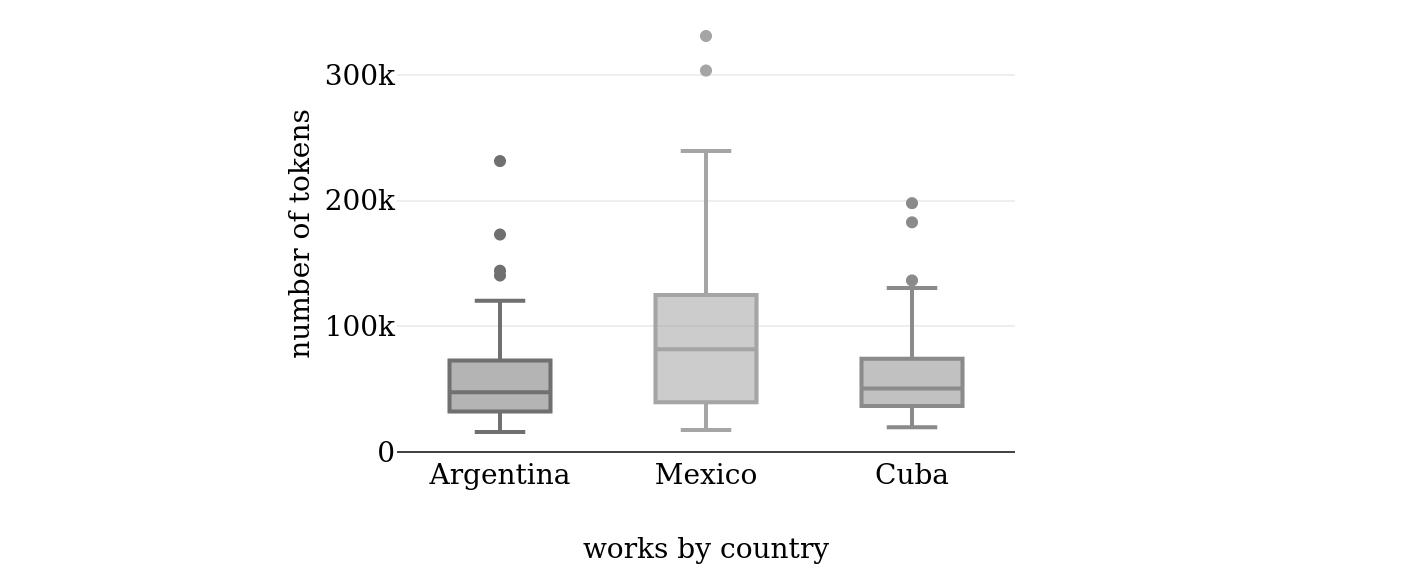 300k
200k
100k
0
number of tokens
Argentina
Mexico
Cuba
works by country